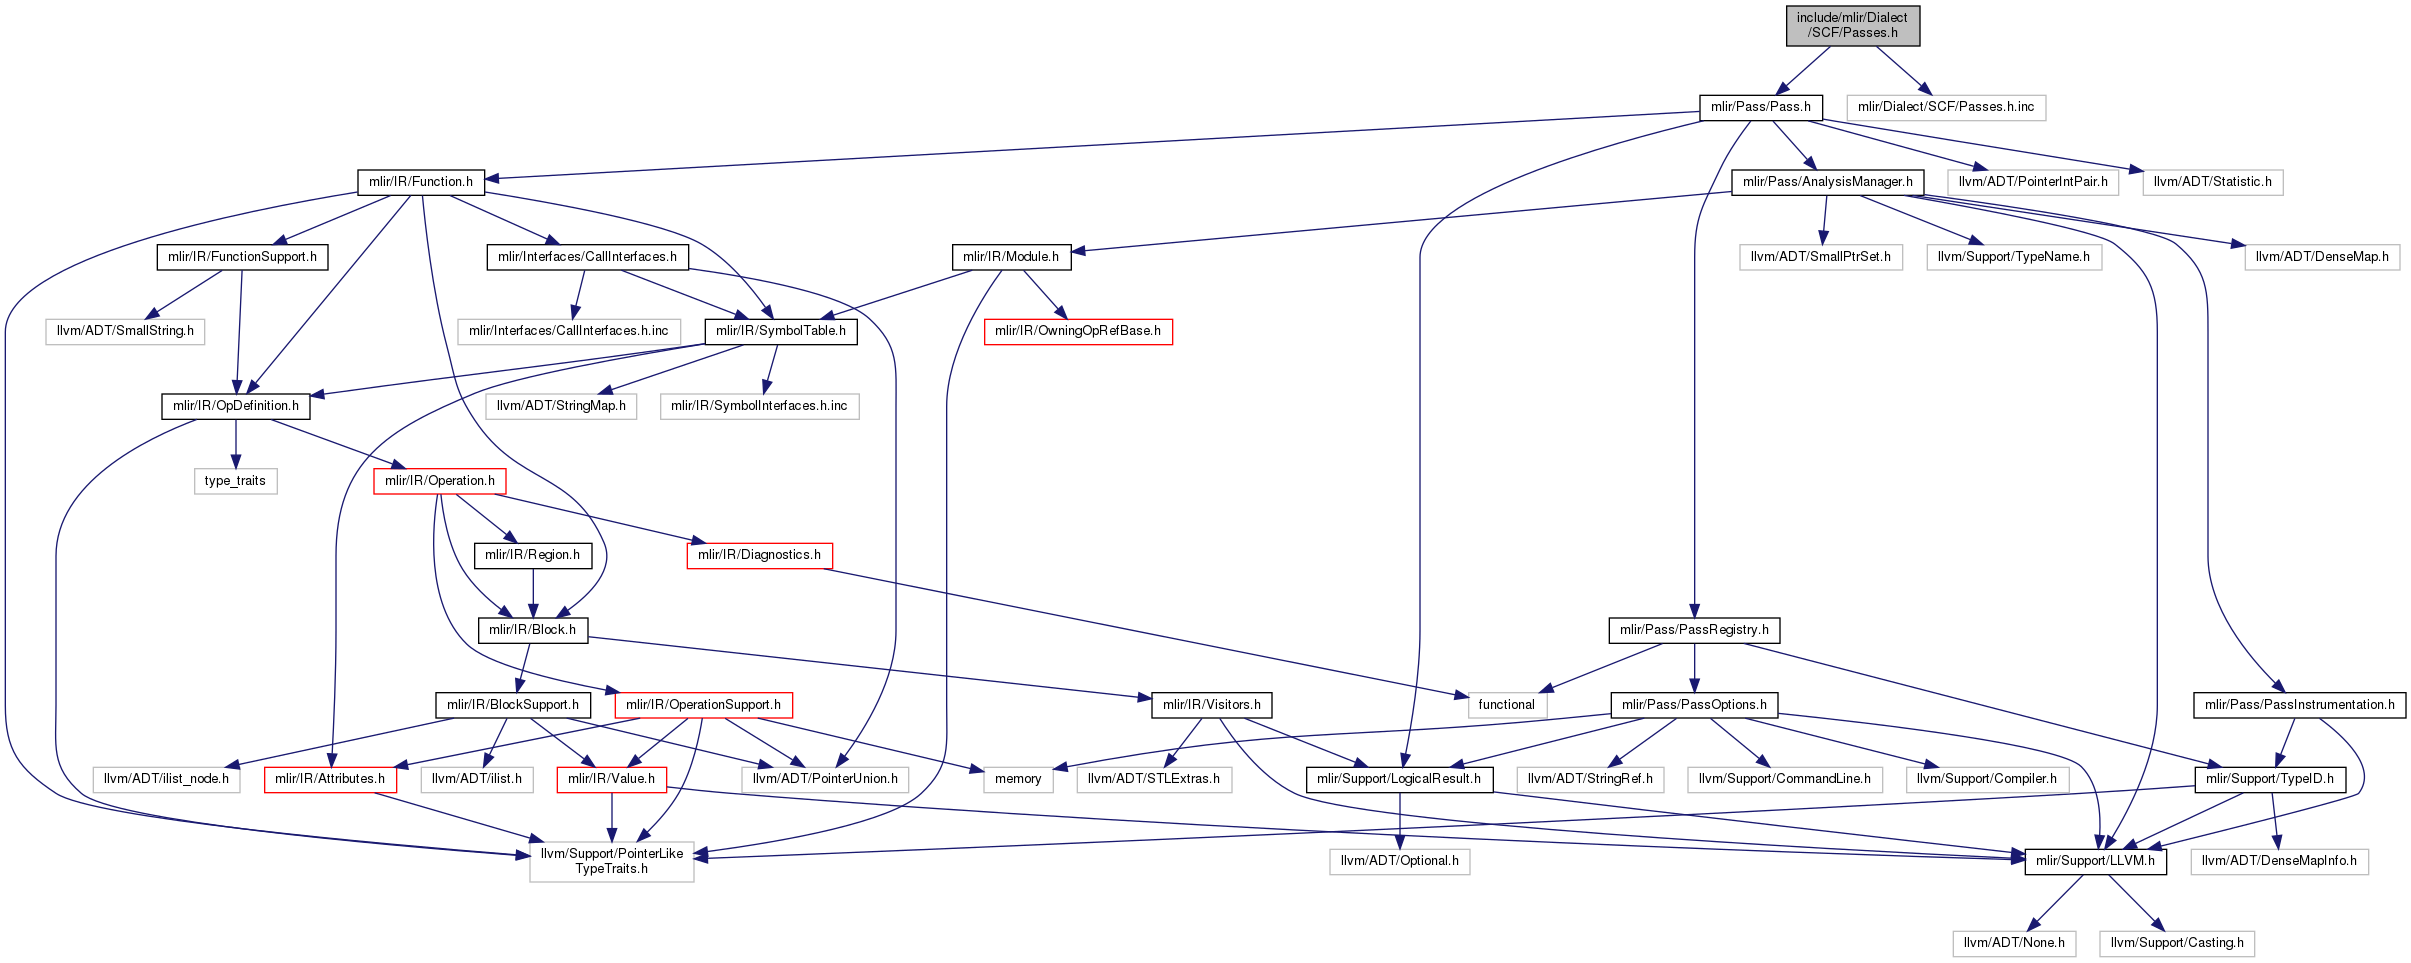 include/mlir/Dialect
/SCF/Passes.h
mlir/Pass/Pass.h
mlir/Dialect/SCF/Passes.h.inc
mlir/IR/Function.h
mlir/Pass/AnalysisManager.h
llvm/ADT/PointerIntPair.h
llvm/ADT/Statistic.h
mlir/IR/FunctionSupport.h
mlir/Interfaces/CallInterfaces.h
mlir/IR/Module.h
llvm/ADT/SmallPtrSet.h
llvm/Support/TypeName.h
llvm/ADT/DenseMap.h
llvm/ADT/SmallString.h
mlir/Interfaces/CallInterfaces.h.inc
mlir/IR/SymbolTable.h
mlir/IR/OwningOpRefBase.h
mlir/IR/OpDefinition.h
llvm/ADT/StringMap.h
mlir/IR/SymbolInterfaces.h.inc
type_traits
mlir/IR/Operation.h
mlir/IR/Region.h
mlir/IR/Diagnostics.h
mlir/IR/Block.h
mlir/Pass/PassRegistry.h
mlir/IR/BlockSupport.h
mlir/IR/OperationSupport.h
mlir/IR/Visitors.h
functional
mlir/Pass/PassOptions.h
mlir/Pass/PassInstrumentation.h
llvm/ADT/ilist_node.h
mlir/IR/Attributes.h
llvm/ADT/ilist.h
mlir/IR/Value.h
llvm/ADT/PointerUnion.h
memory
llvm/ADT/STLExtras.h
mlir/Support/LogicalResult.h
llvm/ADT/StringRef.h
llvm/Support/CommandLine.h
llvm/Support/Compiler.h
mlir/Support/TypeID.h
llvm/Support/PointerLike
TypeTraits.h
llvm/ADT/Optional.h
mlir/Support/LLVM.h
llvm/ADT/DenseMapInfo.h
llvm/ADT/None.h
llvm/Support/Casting.h